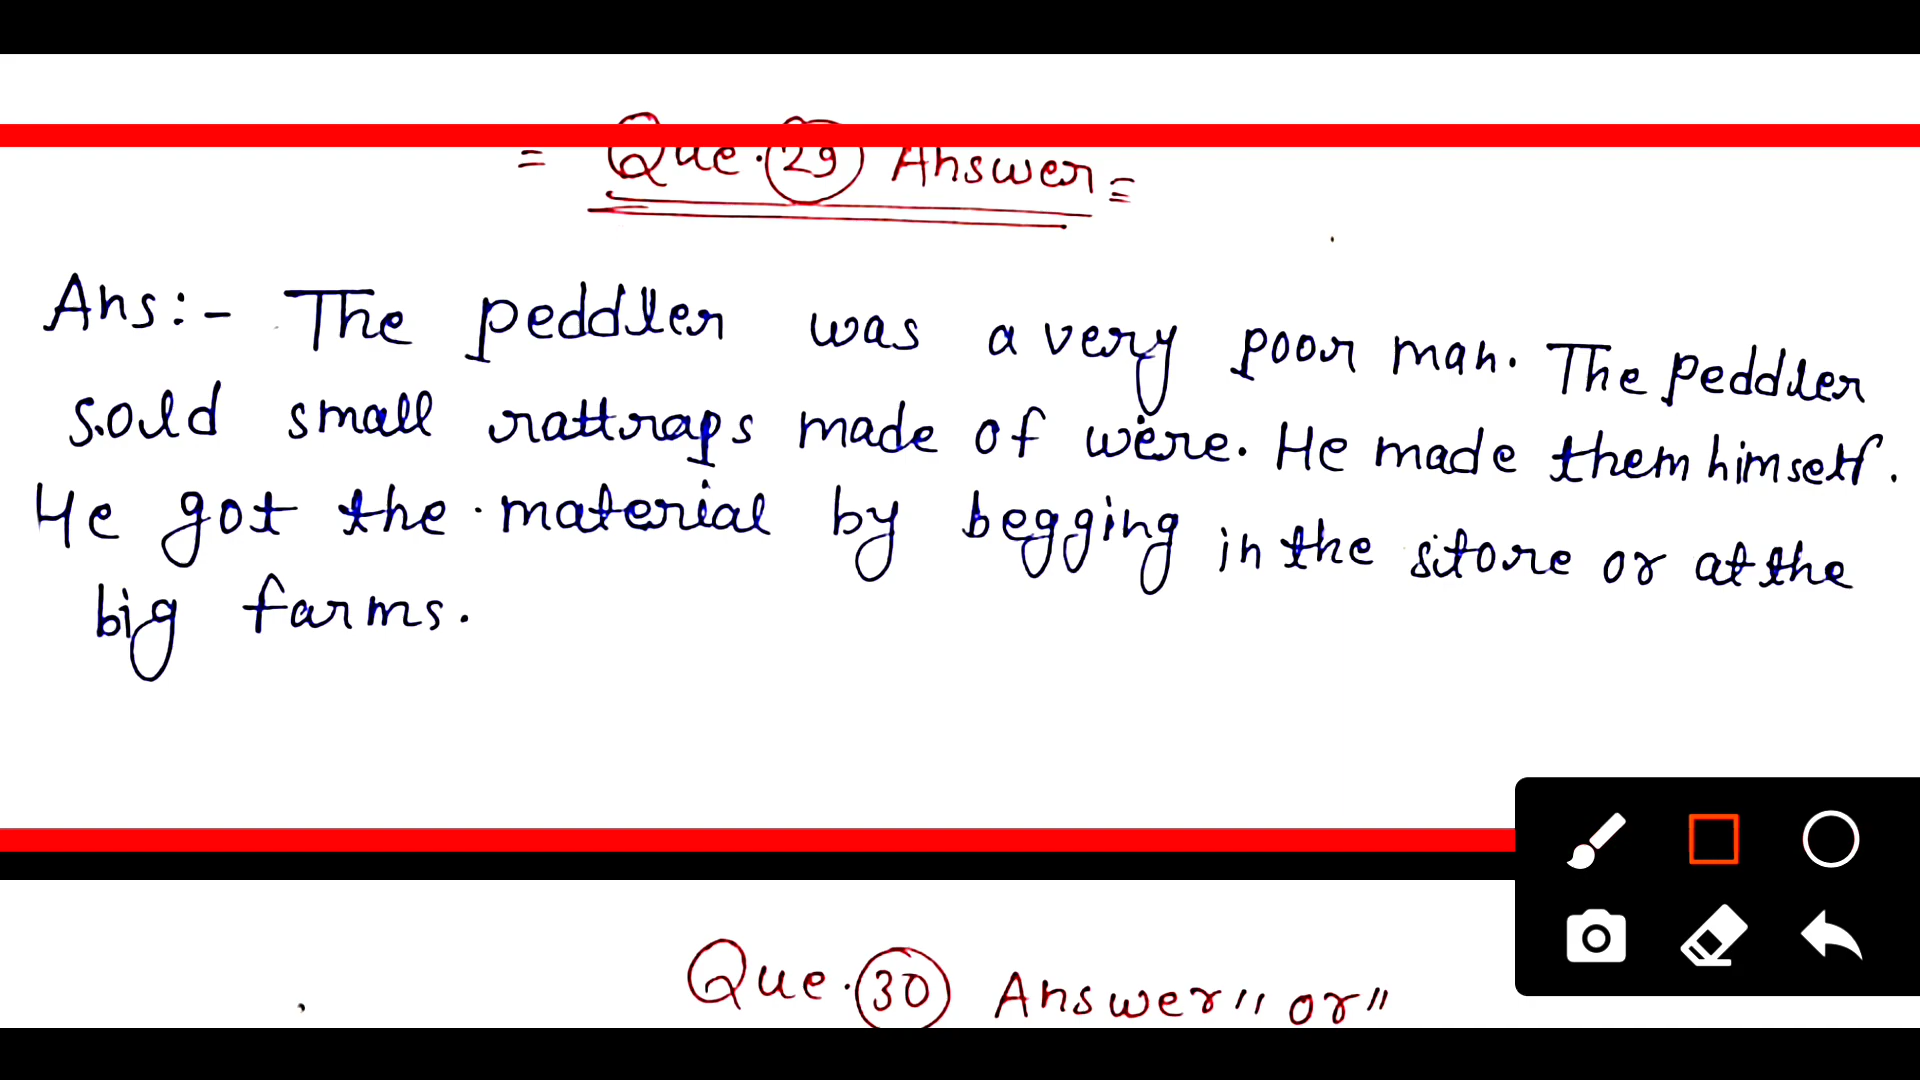 = Que. 29 Answer =
Ans:- The peddler was a very poor man. The peddler
sold small rattraps made of were. He made them himself.
He got the material by begging in the store or at the
big farms.
Que. 30 Answer "or"